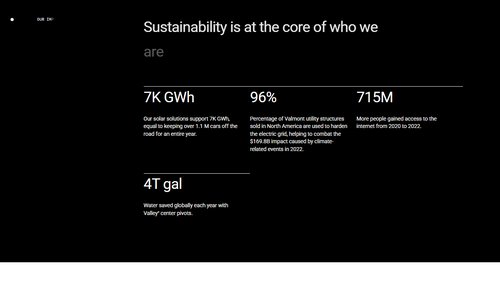 Sustainability is at the core of who we
are
7K GWh
Our solar solutions support 7K GWh,
equal to keeping over 1.1 M cars off the
road for an entire year.
96%
Percentage of Valmont utility structures
sold in North America are used to harden
the electric grid, helping to combat the
$169.8B impact caused by climate-
related events in 2022.
715M
More people gained access to the
internet from 2020 to 2022.
4T gal
Water saved globally each year with
Valley® center pivots.